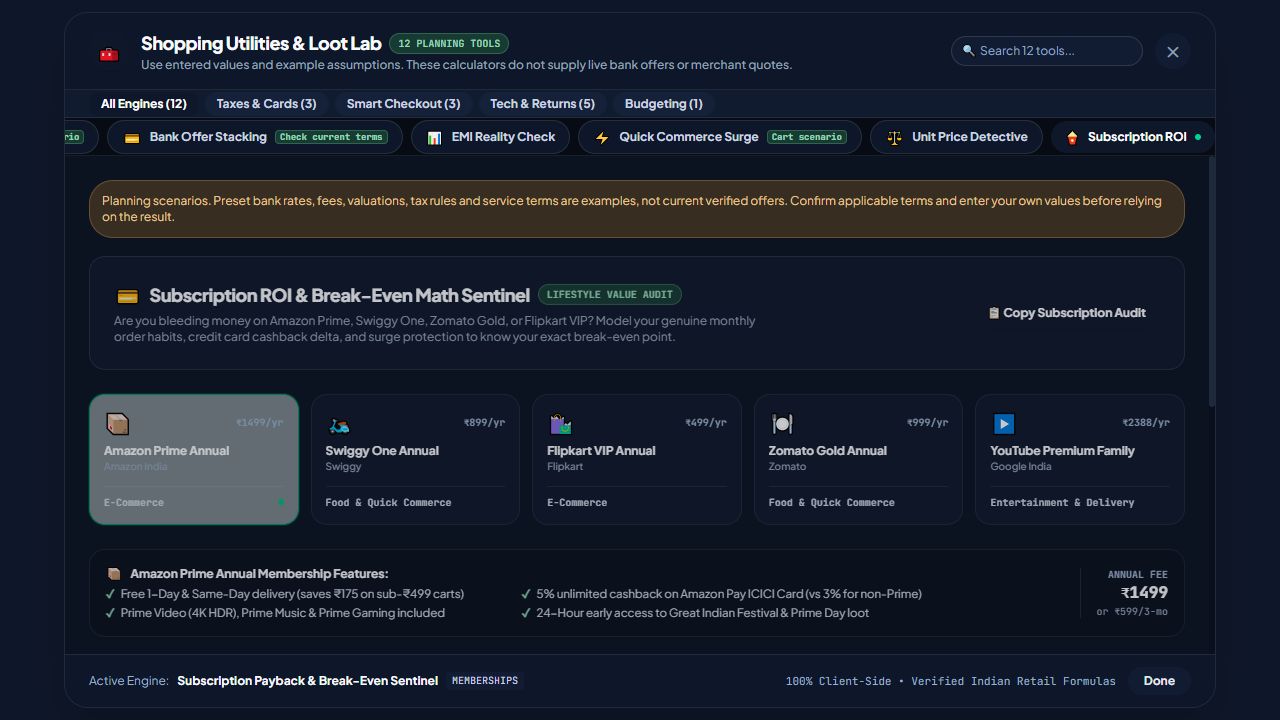 Shopping Utilities & Loot Lab
12 PLANNING TOOLS
Search 12 tools...
Use entered values and example assumptions. These calculators do not supply live bank offers or merchant quotes.
All Engines (12)
Taxes & Cards (3)
Smart Checkout (3)
Tech & Returns (5)
Budgeting (1)
rio
Bank Offer Stacking
Check current terms
EMI Reality Check
Quick Commerce Surge
Cart scenario
Unit Price Detective
Subscription ROI
Planning scenarios. Preset bank rates, fees, valuations, tax rules and service terms are examples, not current verified offers. Confirm applicable terms and enter your own values before relying
on the result.
Subscription ROI & Break-Even Math Sentinel
LIFESTYLE VALUE AUDIT
Are you bleeding money on Amazon Prime, Swiggy One, Zomato Gold, or Flipkart VIP? Model your genuine monthly
order habits, credit card cashback delta, and surge protection to know your exact break-even point.
Copy Subscription Audit
₹1499/yr
Amazon Prime Annual
Amazon India
E-Commerce
₹899/yr
Swiggy One Annual
Swiggy
Food & Quick Commerce
₹499/yr
Flipkart VIP Annual
Flipkart
E-Commerce
₹999/yr
Zomato Gold Annual
Zomato
Food & Quick Commerce
₹2388/yr
YouTube Premium Family
Google India
Entertainment & Delivery
Amazon Prime Annual Membership Features:
✓ Free 1-Day & Same-Day delivery (saves ₹175 on sub-₹499 carts)
✓ 5% unlimited cashback on Amazon Pay ICICI Card (vs 3% for non-Prime)
✓ Prime Video (4K HDR), Prime Music & Prime Gaming included
✓ 24-Hour early access to Great Indian Festival & Prime Day loot
ANNUAL FEE
₹1499
or ₹599/3-mo
Active Engine: Subscription Payback & Break-Even Sentinel
MEMBERSHIPS
100% Client-Side • Verified Indian Retail Formulas
Done